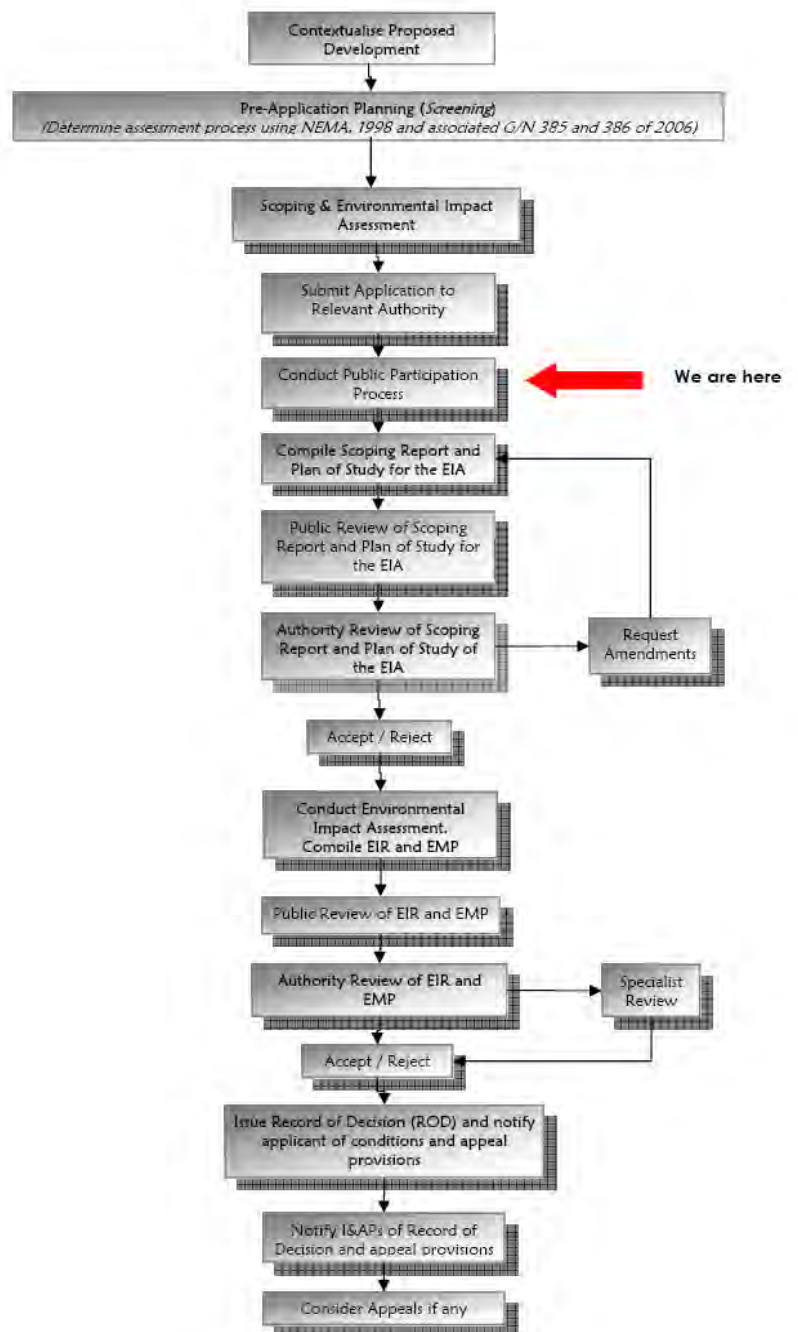 Contextualise Proposed
Development
Pre-Application Planning (Screening)
(Determine assessment process using NEMA, 1998 and associated G/N 385 and 386 of 2006)
Scoping & Environmental Impact
Assessment
Submit Application to
Relevant Authority
Conduct Public Participation
Process
We are here
Compile Scoping Report and
Plan of Study for the EIA
Public Review of Scoping
Report and Plan of Study for
the EIA
Authority Review of Scoping
Report and Plan of Study of
the EIA
Request
Amendments
Accept / Reject
Conduct Environmental
Impact Assessment.
Compile EIR and EMP
Public Review of EIR and EMP
Authority Review of EIR and
EMP
Specialist
Review
Accept / Reject
Issue Record of Decision (ROD) and notify
applicant of conditions and appeal
provisions
Notify I&APs of Record of
Decision and appeal provisions
Consider Appeals if any